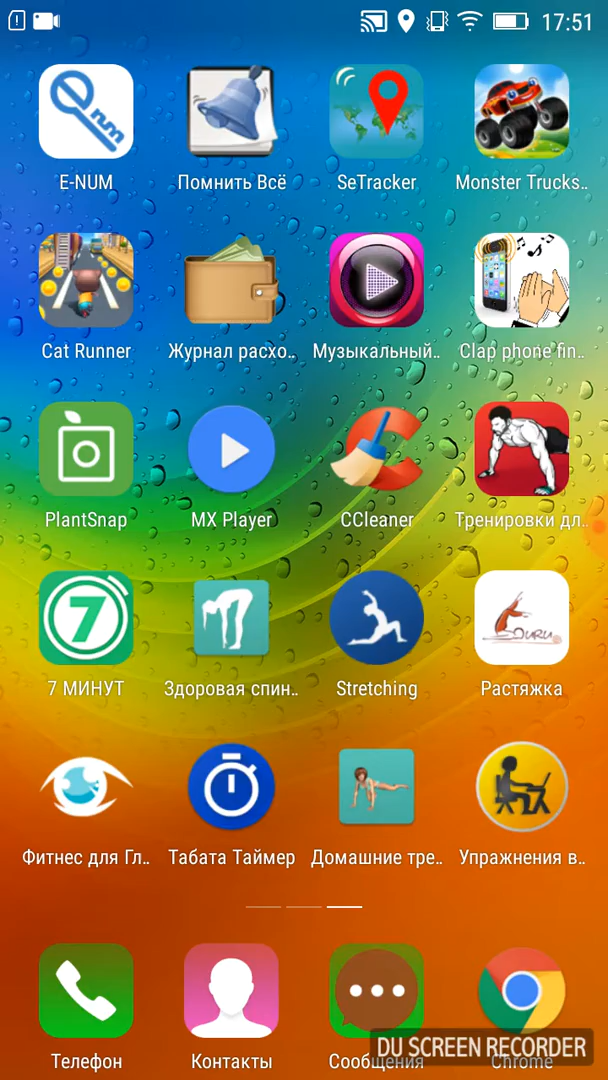 17:51
E-NUM
Помнить Всё
SeTracker
Monster Trucks..
Cat Runner
Журнал расхо..
Музыкальный..
Clap phone fin..
PlantSnap
MX Player
CCleaner
Тренировки дл..
7 МИНУТ
Здоровая спин..
Stretching
Растяжка
Фитнес для Гл..
Табата Таймер
Домашние тре..
Упражнения в..
Телефон
Контакты
Сообщения
Chrome
DU SCREEN RECORDER